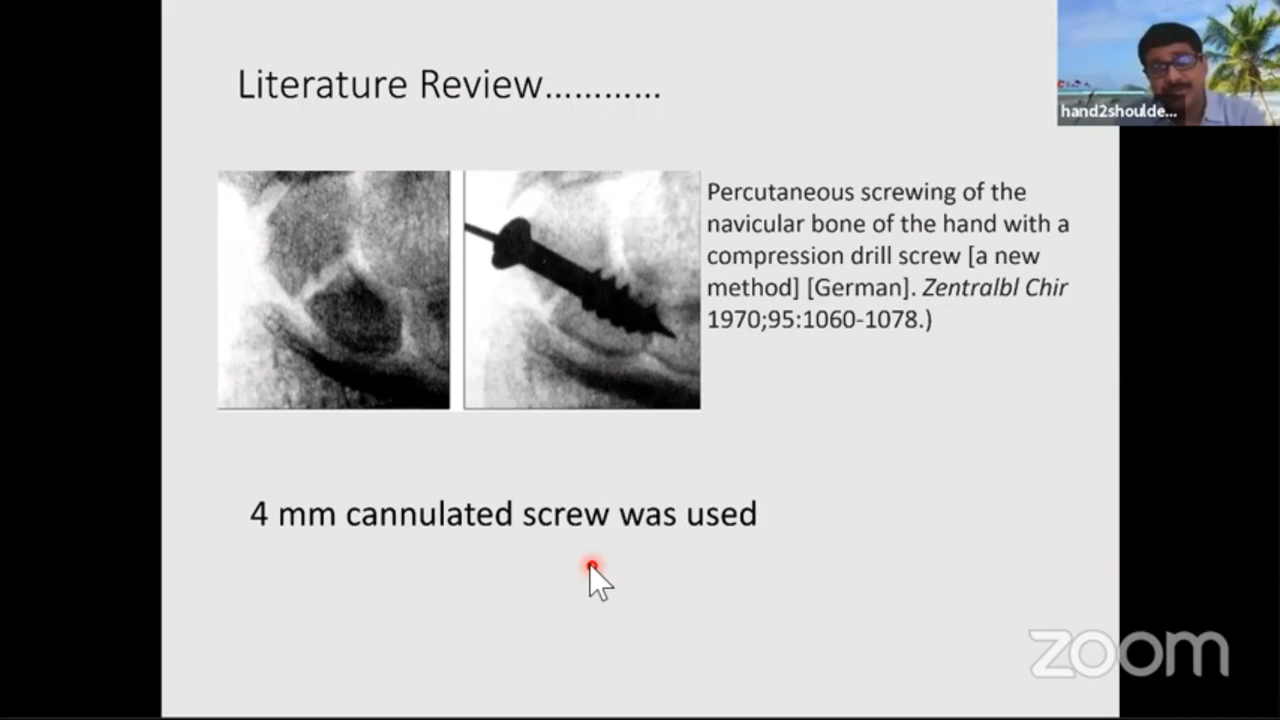 Literature Review............
hand2shoulde...
Percutaneous screwing of the
navicular bone of the hand with a
compression drill screw [a new
method] [German]. Zentralbl Chir
1970;95:1060-1078.)
4 mm cannulated screw was used
zoom